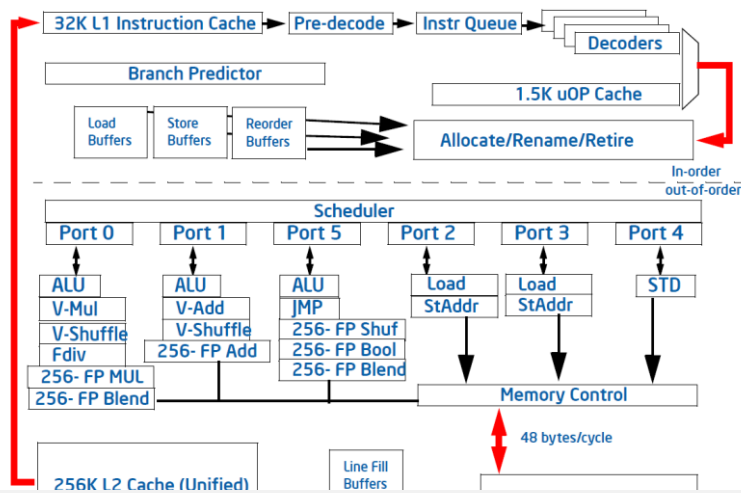 32K L1 Instruction Cache
Pre-decode
Instr Queue
Decoders
Branch Predictor
1.5K uOP Cache
Load
Buffers
Store
Buffers
Reorder
Buffers
Allocate/Rename/Retire
In-order
out-of-order
Scheduler
Port 0
Port 1
Port 5
Port 2
Port 3
Port 4
ALU
V-Mul
V-Shuffle
Fdiv
256- FP MUL
256- FP Blend
ALU
V-Add
V-Shuffle
256- FP Add
ALU
JMP
256- FP Shuf
256- FP Bool
256- FP Blend
Load
StAddr
Load
StAddr
STD
Memory Control
48 bytes/cycle
256K L2 Cache (Unified)
Line Fill
Buffers